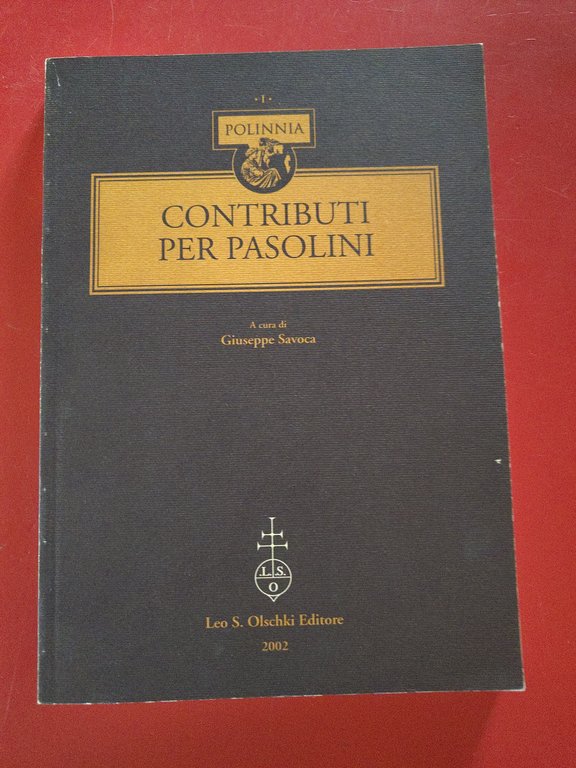 · I ·
POLINNIA
CONTRIBUTI
PER PASOLINI
A cura di
Giuseppe Savoca
.L. S.
O
Leo S. Olschki Editore
2002